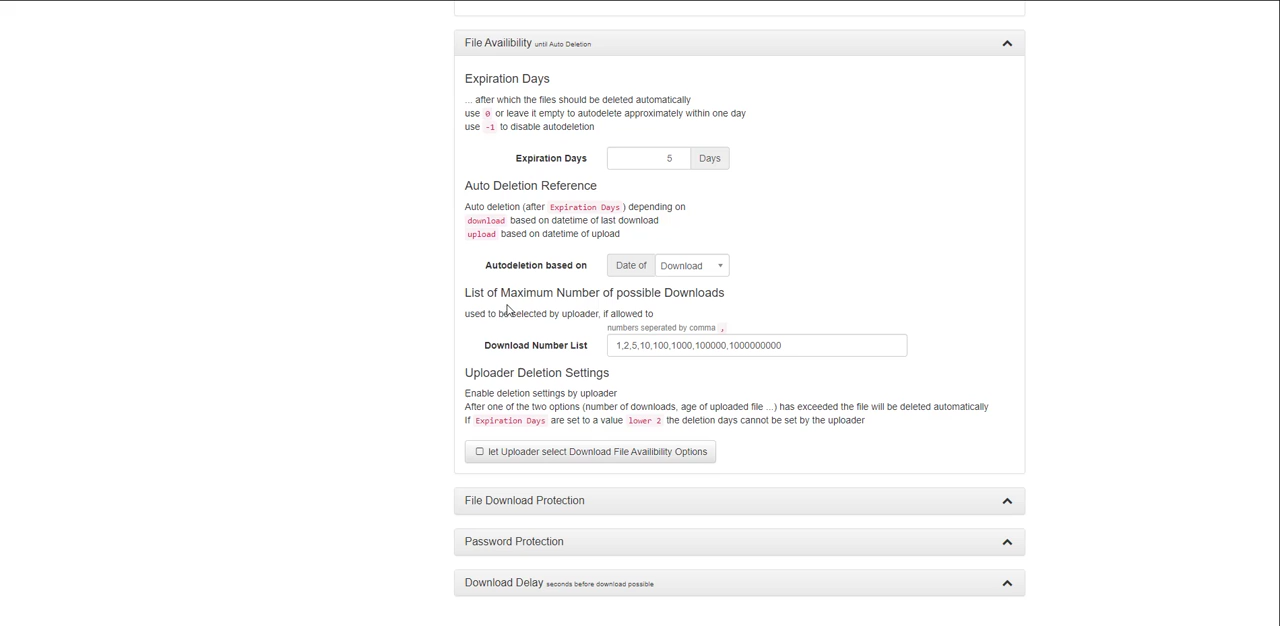 File Availibility until Auto Deletion
Expiration Days
... after which the files should be deleted automatically
use 0 or leave it empty to autodelete approximately within one day
use -1 to disable autodeletion
Expiration Days 5 Days
Auto Deletion Reference
Auto deletion (after Expiration Days) depending on
download based on datetime of last download
upload based on datetime of upload
Autodeletion based on Date of Download
List of Maximum Number of possible Downloads
used to be selected by uploader, if allowed to
numbers seperated by comma ,
Download Number List 1,2,5,10,100,1000,100000,1000000000
Uploader Deletion Settings
Enable deletion settings by uploader
After one of the two options (number of downloads, age of uploaded file ...) has exceeded the file will be deleted automatically
If Expiration Days are set to a value lower 2 the deletion days cannot be set by the uploader
let Uploader select Download File Availibility Options
File Download Protection
Password Protection
Download Delay seconds before download possible